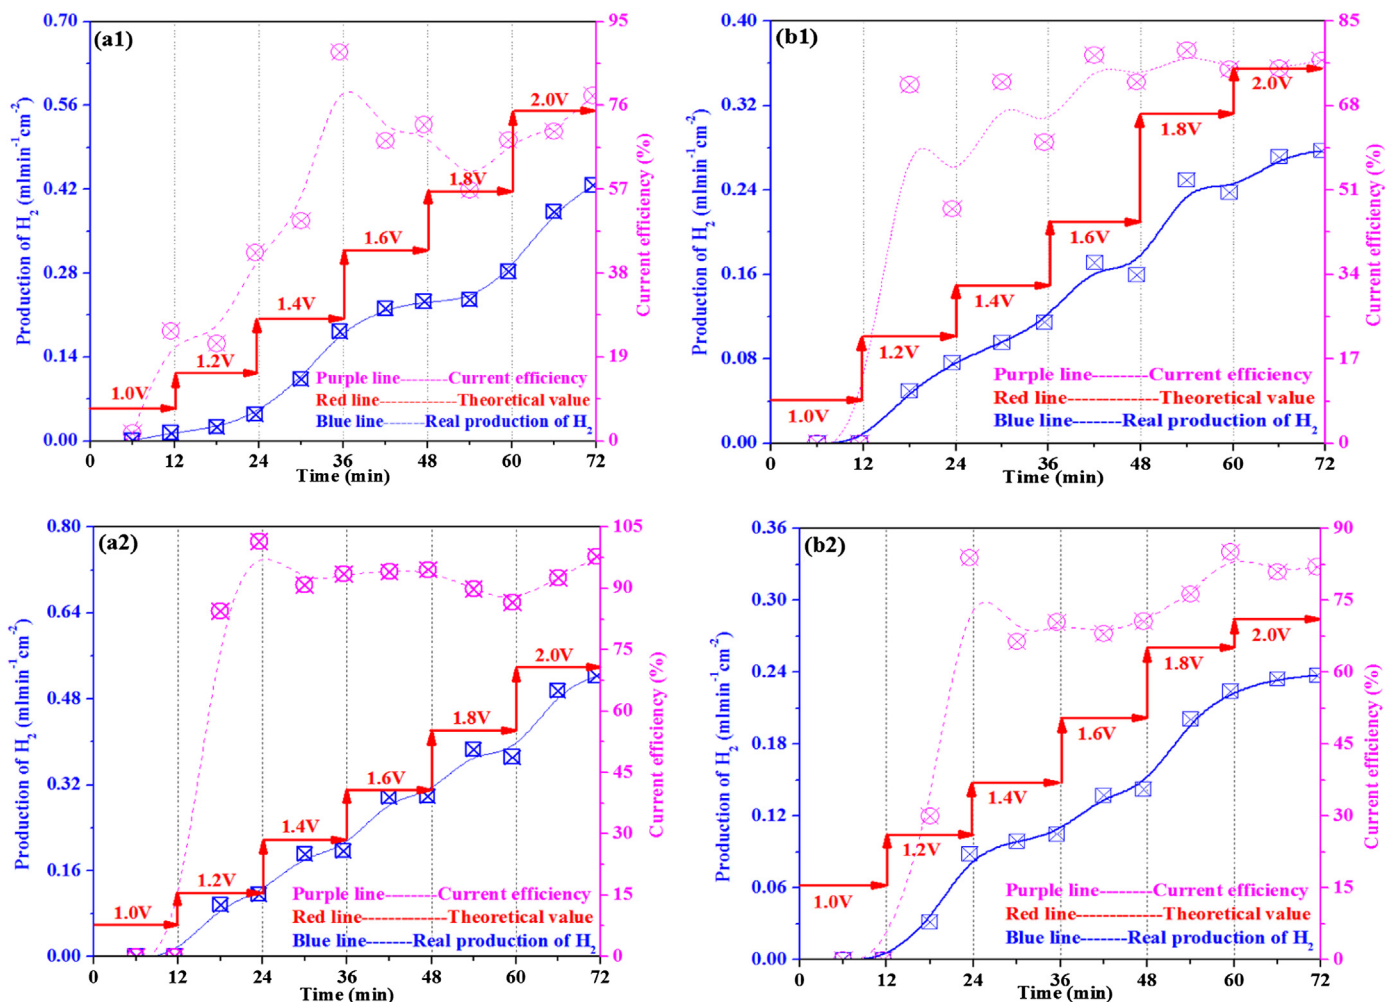 (a1)
Production of H2 (mlmin-1cm-2)
0.70
0.56
0.42
0.28
0.14
0.00
0
12
24
36
48
60
72
Time (min)
95
76
57
38
19
0
Current efficiency (%)
1.0V
1.2V
1.4V
1.6V
1.8V
2.0V
Purple line-------Current efficiency
Red line------------Theoretical value
Blue line------Real production of H2
(b1)
Production of H2 (mlmin-1cm-2)
0.40
0.32
0.24
0.16
0.08
0.00
0
12
24
36
48
60
72
Time (min)
85
68
51
34
17
0
Current efficiency (%)
1.0V
1.2V
1.4V
1.6V
1.8V
2.0V
Purple line-------Current efficiency
Red line------------Theoretical value
Blue line------Real production of H2
(a2)
Production of H2 (mlmin-1cm-2)
0.80
0.64
0.48
0.32
0.16
0.00
0
12
24
36
48
60
72
Time (min)
105
90
75
60
45
30
15
0
Current efficiency (%)
1.0V
1.2V
1.4V
1.6V
1.8V
2.0V
Purple line-------Current efficiency
Red line------------Theoretical value
Blue line------Real production of H2
(b2)
Production of H2 (mlmin-1cm-2)
0.36
0.30
0.24
0.18
0.12
0.06
0.00
0
12
24
36
48
60
72
Time (min)
90
75
60
45
30
15
0
Current efficiency (%)
1.0V
1.2V
1.4V
1.6V
1.8V
2.0V
Purple line-------Current efficiency
Red line------------Theoretical value
Blue line------Real production of H2